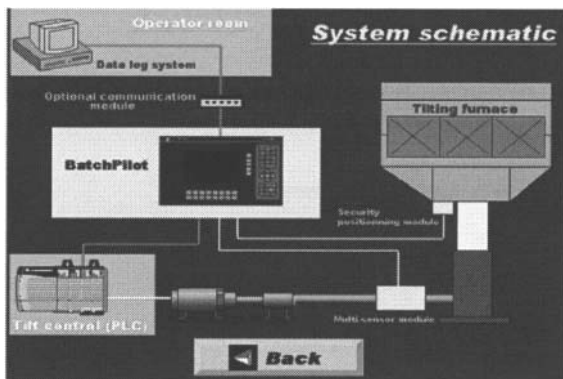 Operator room
System schematic
Data log system
Optional communication
module
Tilting furnace
BatchPilot
Security
positionning module
Tilt control (PLC)
Multi-sensor module
Back